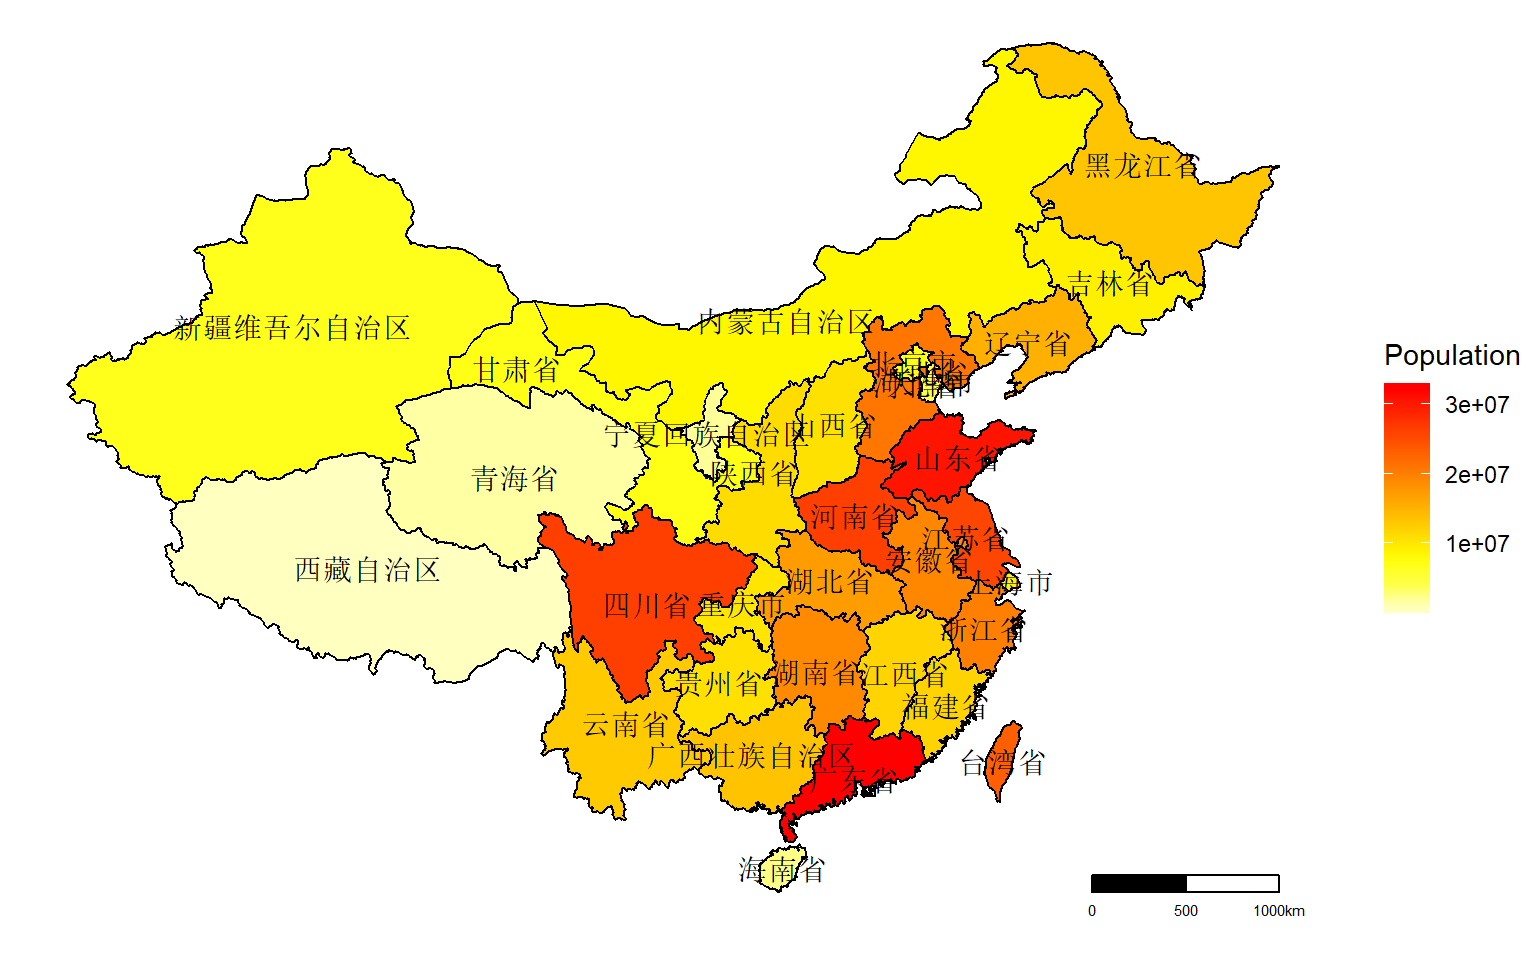 黑龙江省
吉林省
新疆维吾尔自治区
内蒙古自治区
辽宁省
Population
北京市
甘肃省
3e+07
宁夏回族自治区
山西省
山东省
陕西省
青海省
2e+07
河南省
江苏省
1e+07
安徽省
西藏自治区
湖北省
上海市
四川省
重庆市
浙江省
湖南省
江西省
贵州省
福建省
云南省
广西壮族自治区
台湾省
广东省
海南省
0
500
1000km